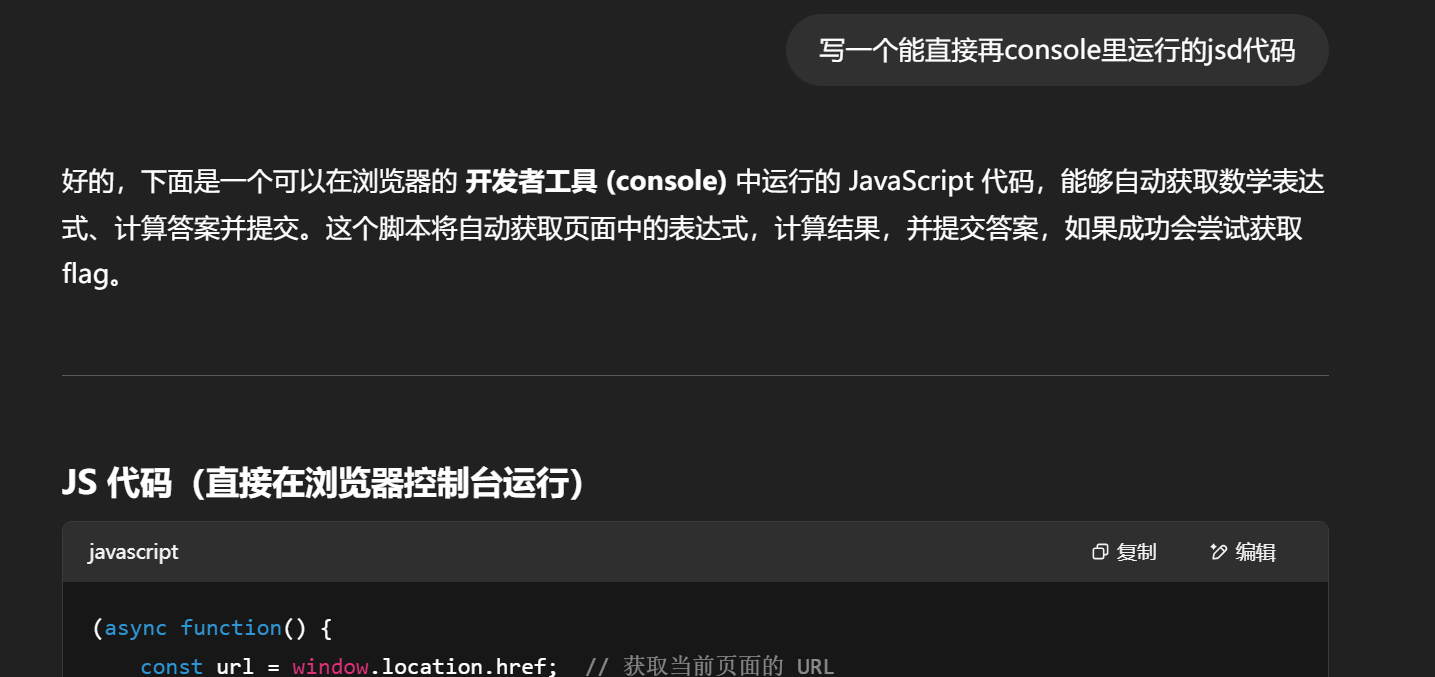 写一个能直接再console里运行的jsd代码
好的，下面是一个可以在浏览器的 开发者工具 (console) 中运行的 JavaScript 代码，能够自动获取数学表达
式、计算答案并提交。这个脚本将自动获取页面中的表达式，计算结果，并提交答案，如果成功会尝试获取
flag。
JS 代码（直接在浏览器控制台运行）
javascript 复制 编辑
(async function() {
const url = window.location.href;  // 获取当前页面的 URL